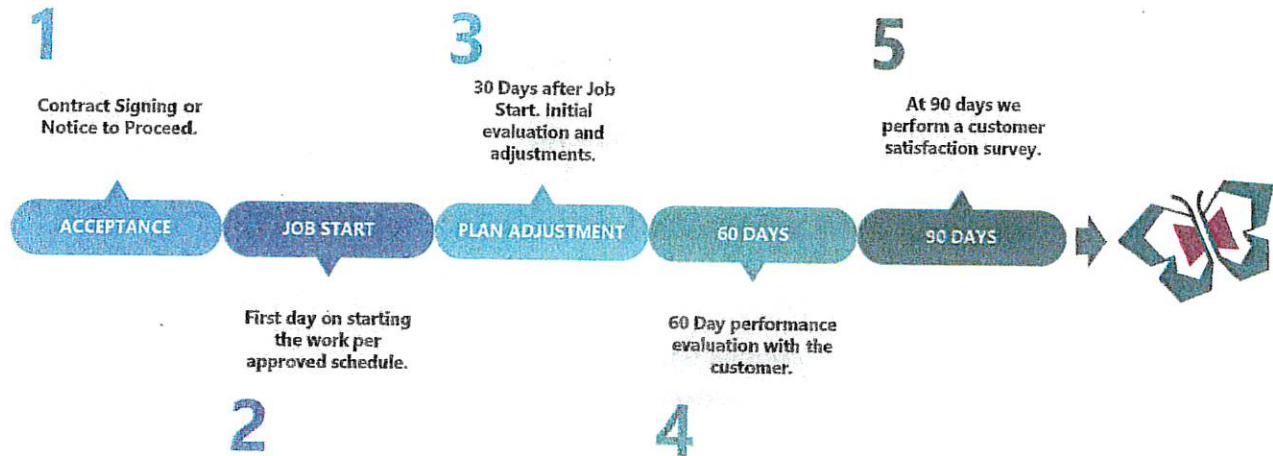 1
Contract Signing or
Notice to Proceed.
ACCEPTANCE
JOB START
First day on starting
the work per
approved schedule.
2
3
30 Days after Job
Start. Initial
evaluation and
adjustments.
PLAN ADJUSTMENT
60 DAYS
60 Day performance
evaluation with the
customer.
4
5
At 90 days we
perform a customer
satisfaction survey.
90 DAYS